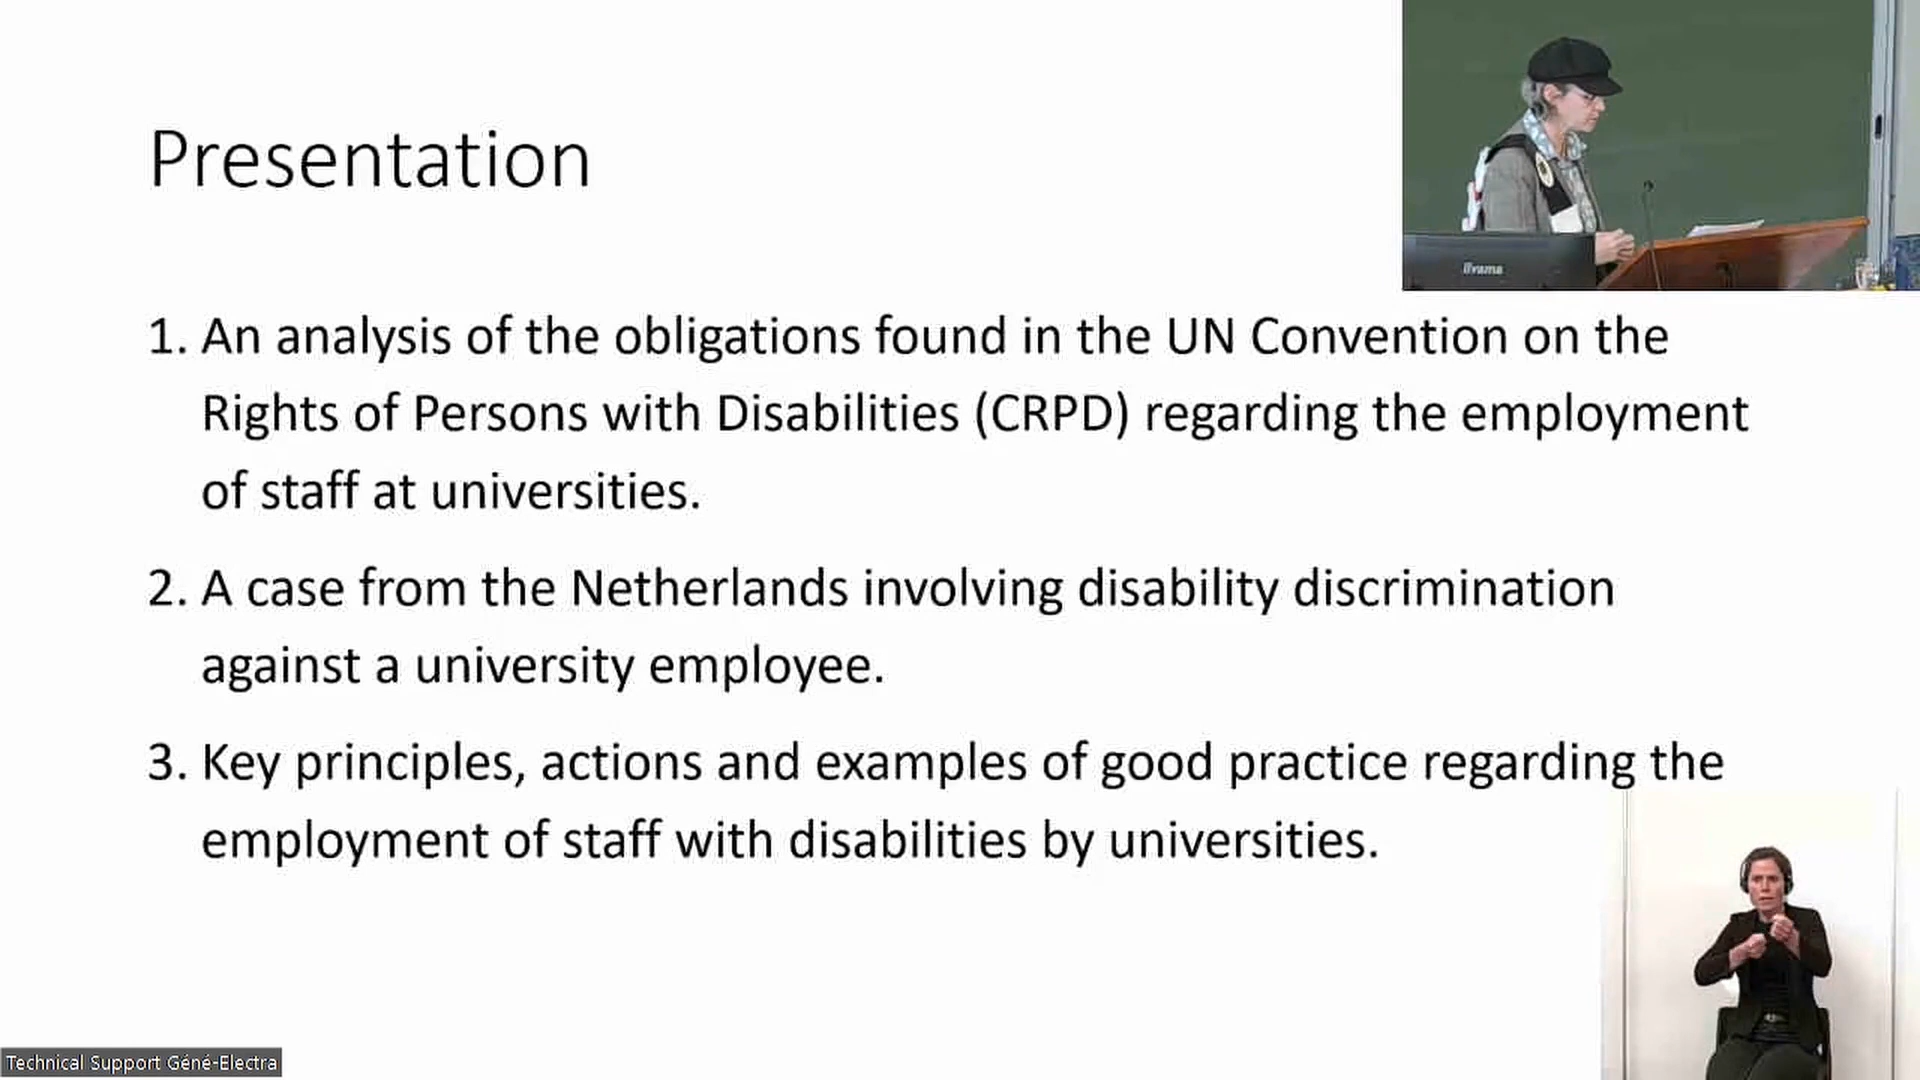 Presentation
1. An analysis of the obligations found in the UN Convention on the
Rights of Persons with Disabilities (CRPD) regarding the employment
of staff at universities.
2. A case from the Netherlands involving disability discrimination
against a university employee.
3. Key principles, actions and examples of good practice regarding the
employment of staff with disabilities by universities.
iiyama
Technical Support Géné-Electra